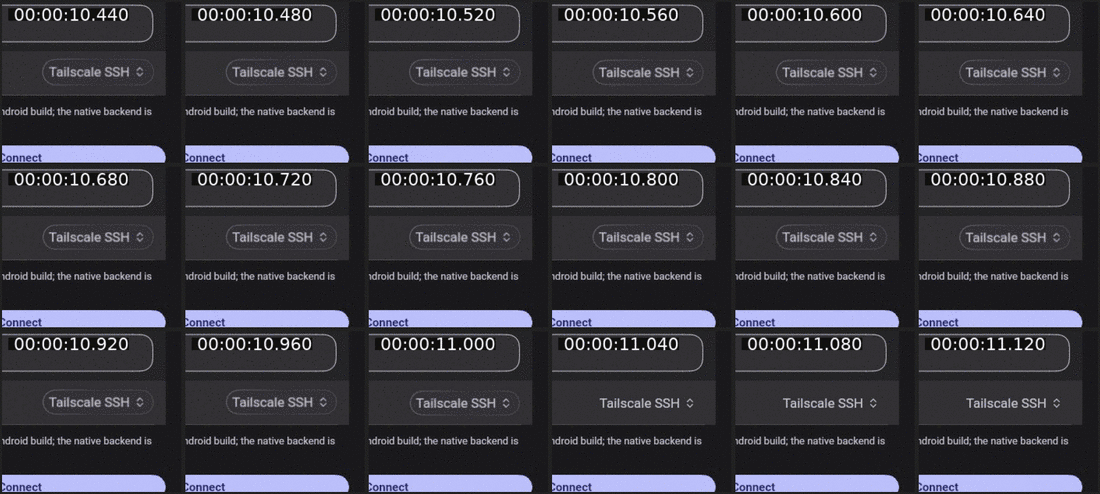 00:00:10.440 00:00:10.480 00:00:10.520 00:00:10.560 00:00:10.600 00:00:10.640
Tailscale SSH Tailscale SSH Tailscale SSH Tailscale SSH Tailscale SSH Tailscale SSH
ndroid build; the native backend is ndroid build; the native backend is ndroid build; the native backend is ndroid build; the native backend is ndroid build; the native backend is ndroid build; the native backend is
Connect Connect Connect Connect Connect Connect
00:00:10.680 00:00:10.720 00:00:10.760 00:00:10.800 00:00:10.840 00:00:10.880
Tailscale SSH Tailscale SSH Tailscale SSH Tailscale SSH Tailscale SSH Tailscale SSH
ndroid build; the native backend is ndroid build; the native backend is ndroid build; the native backend is ndroid build; the native backend is ndroid build; the native backend is ndroid build; the native backend is
Connect Connect Connect Connect Connect Connect
00:00:10.920 00:00:10.960 00:00:11.000 00:00:11.040 00:00:11.080 00:00:11.120
Tailscale SSH Tailscale SSH Tailscale SSH Tailscale SSH Tailscale SSH Tailscale SSH
ndroid build; the native backend is ndroid build; the native backend is ndroid build; the native backend is ndroid build; the native backend is ndroid build; the native backend is ndroid build; the native backend is
Connect Connect Connect Connect Connect Connect